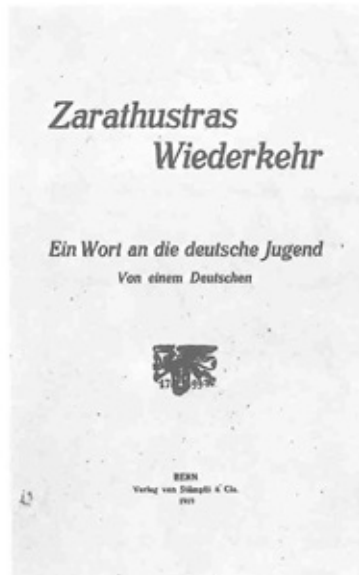 Zarathustras
Wiederkehr
Ein Wort an die deutsche Jugend
Von einem Deutschen
BERN
Verlag von Stämpfli & Cie.
1919